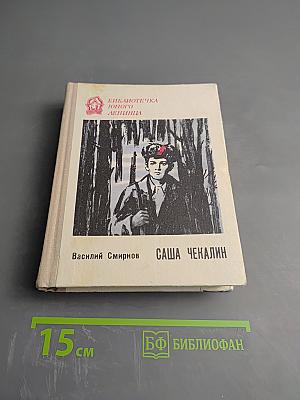 БИБЛИОТЕЧКА
ЮНОГО
ЛЕНИНЦА
Василий Смирнов САША ЧЕКАЛИН
15 см БФ БИБЛИОФАН